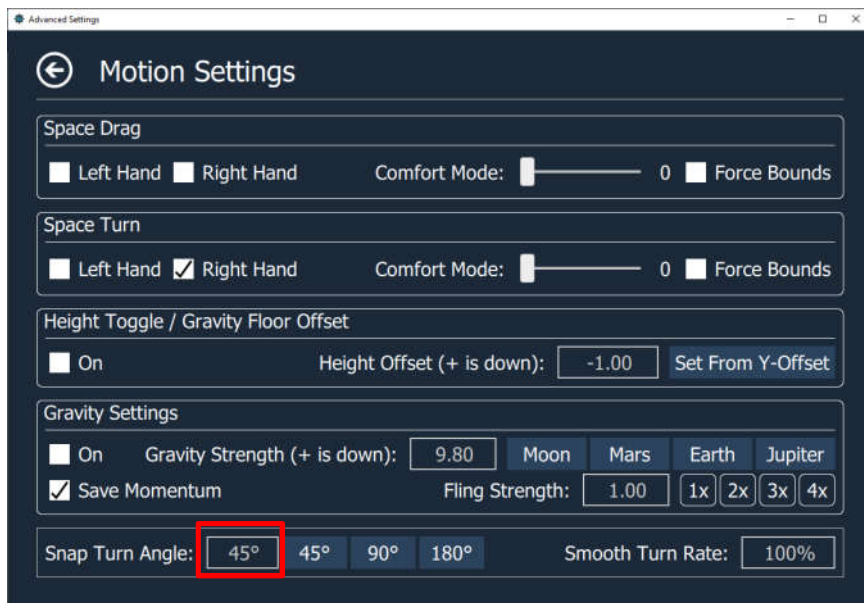 Advanced Settings
Motion Settings
Space Drag
Left Hand Right Hand Comfort Mode: 0 Force Bounds
Space Turn
Left Hand Right Hand Comfort Mode: 0 Force Bounds
Height Toggle / Gravity Floor Offset
On Height Offset (+ is down): -1.00 Set From Y-Offset
Gravity Settings
On Gravity Strength (+ is down): 9.80 Moon Mars Earth Jupiter
Save Momentum Fling Strength: 1.00 1x 2x 3x 4x
Snap Turn Angle: 45° 45° 90° 180° Smooth Turn Rate: 100%